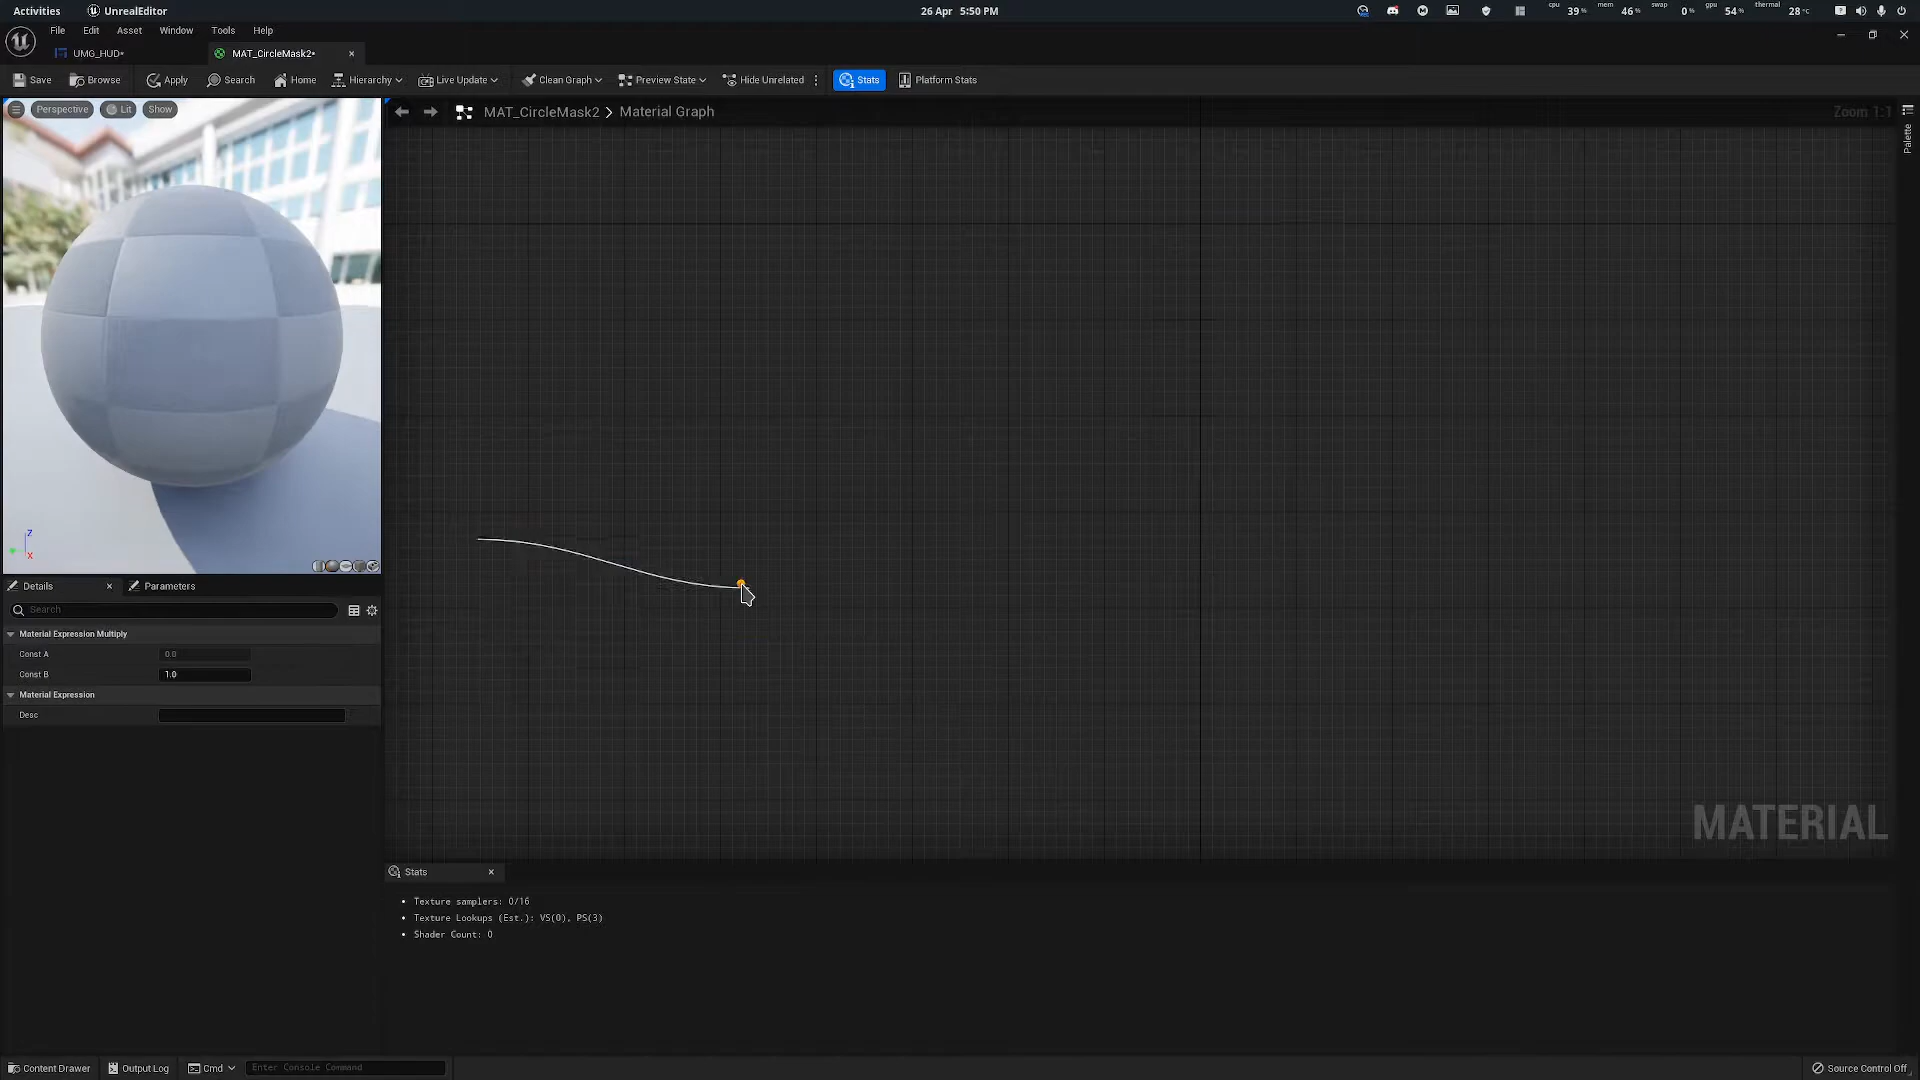 Activities
UnrealEditor
26 Apr 5:50 PM
cpu 39 %
mem 46 %
swap 0 %
gpu 54 %
thermal 28 °C
File Edit Asset Window Tools Help
UMG_HUD•
MAT_CircleMask2•
Save
Browse
Apply
Search
Home
Hierarchy
Live Update
Clean Graph
Preview State
Hide Unrelated
Stats
Platform Stats
Perspective
Lit
Show
MAT_CircleMask2 > Material Graph
Zoom 1:1
Palette
Z
X
Details
Parameters
Search
Material Expression Multiply
Const A 0.0
Const B 1.0
Material Expression
Desc
MATERIAL
Stats
• Texture samplers: 0/16
• Texture Lookups (Est.): VS(0), PS(3)
• Shader Count: 0
Content Drawer
Output Log
Cmd
Enter Console Command
Source Control Off